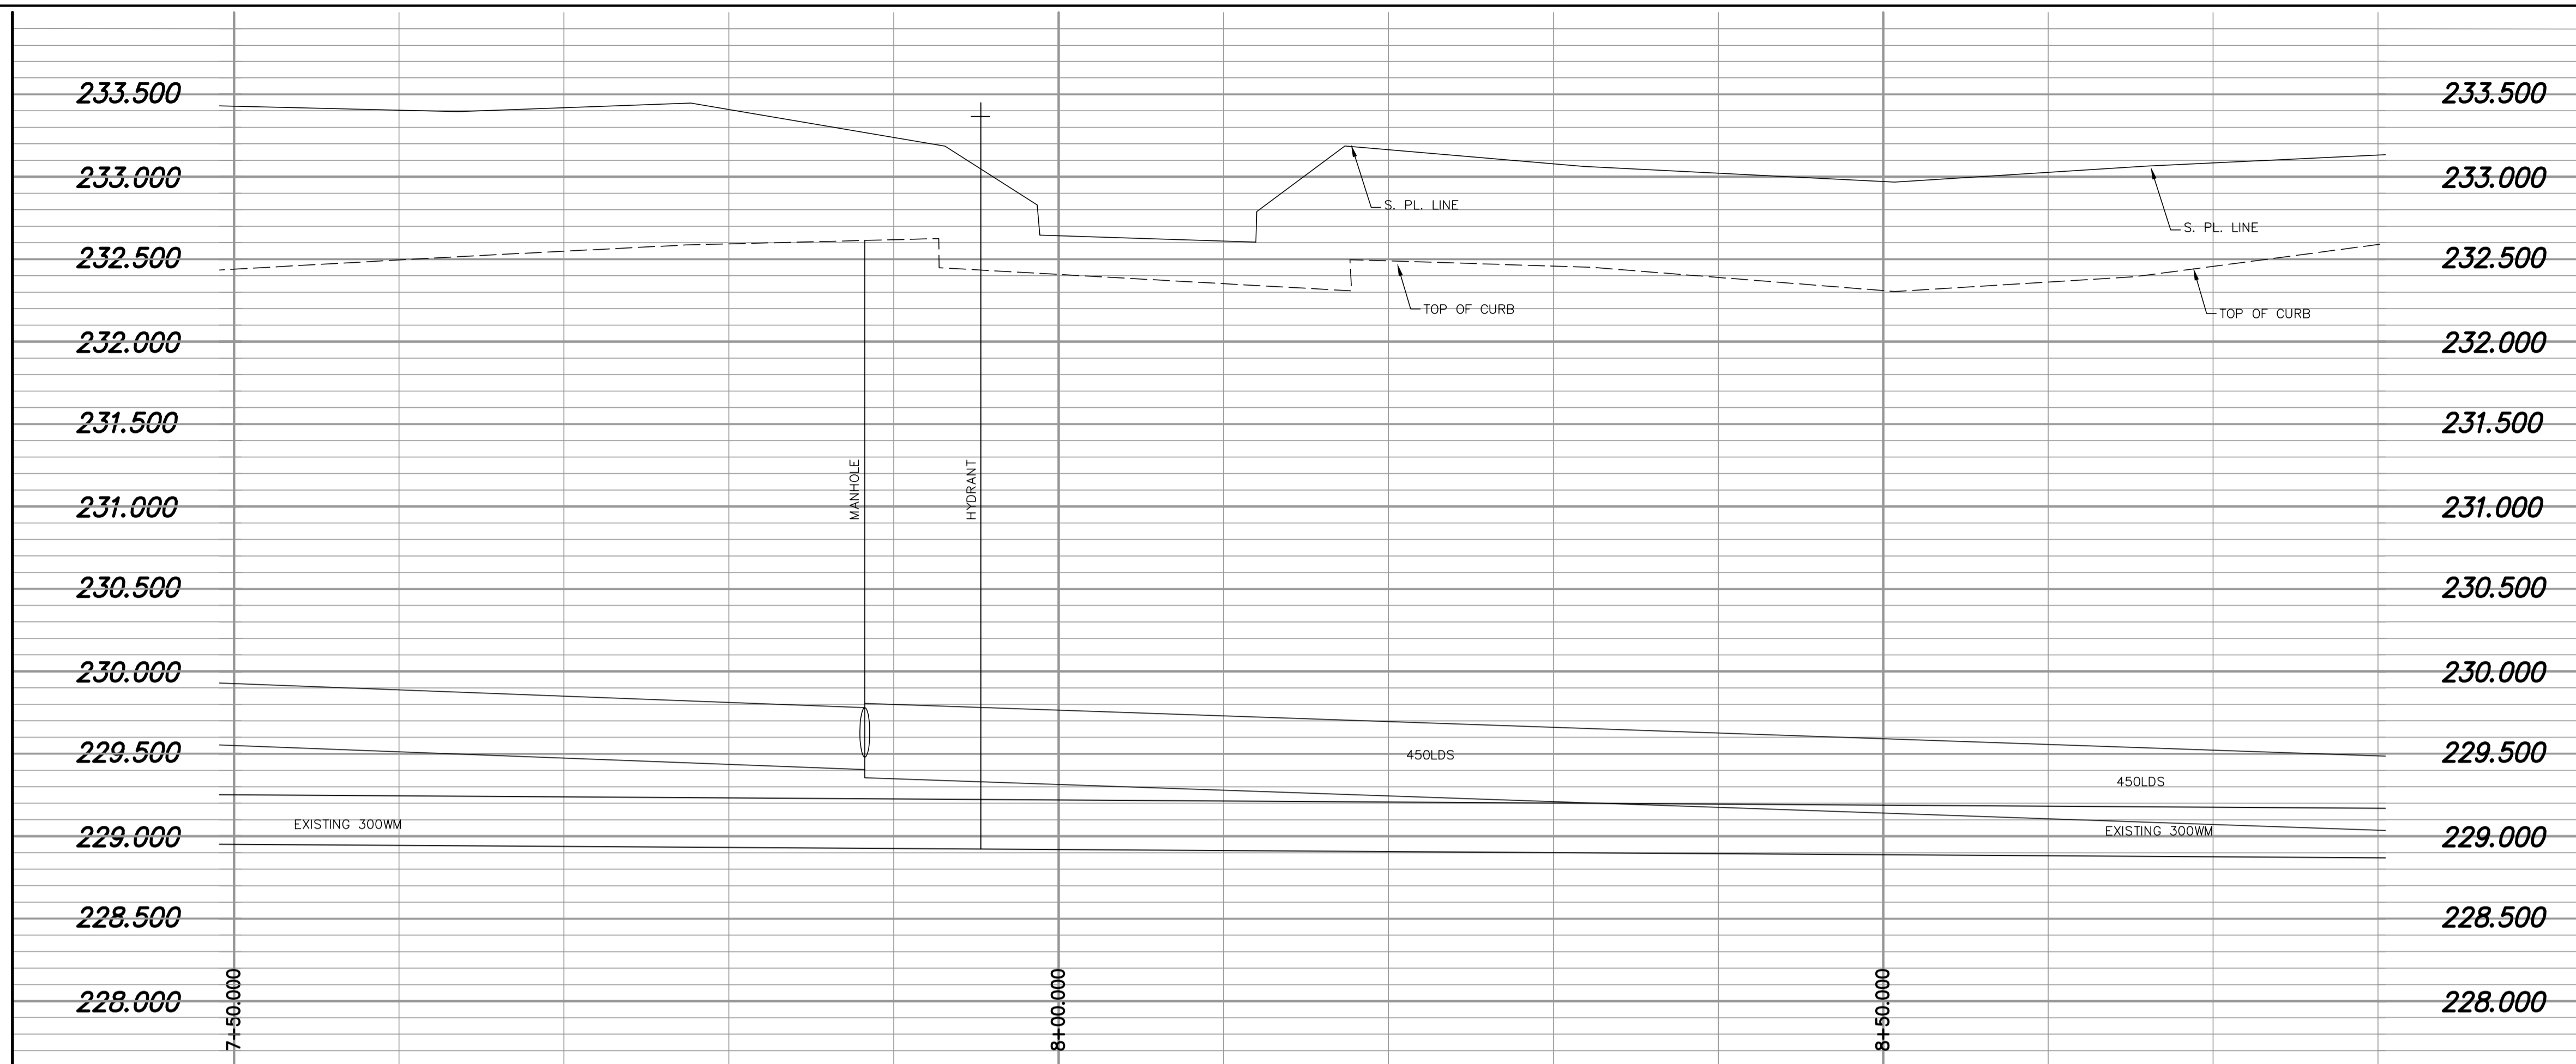 233.500
233.500
233.000
S. PL. LINE
233.000
S. PL. LINE
232.500
232.500
TOP OF CURB
TOP OF CURB
232.000
232.000
231.500
231.500
MANHOLE
HYDRANT
231.000
231.000
230.500
230.500
230.000
230.000
229.500
450LDS
229.500
450LDS
EXISTING 300WM
229.000
EXISTING 300WM
229.000
228.500
228.500
228.000
228.000
7+50.000
8+00.000
8+50.000